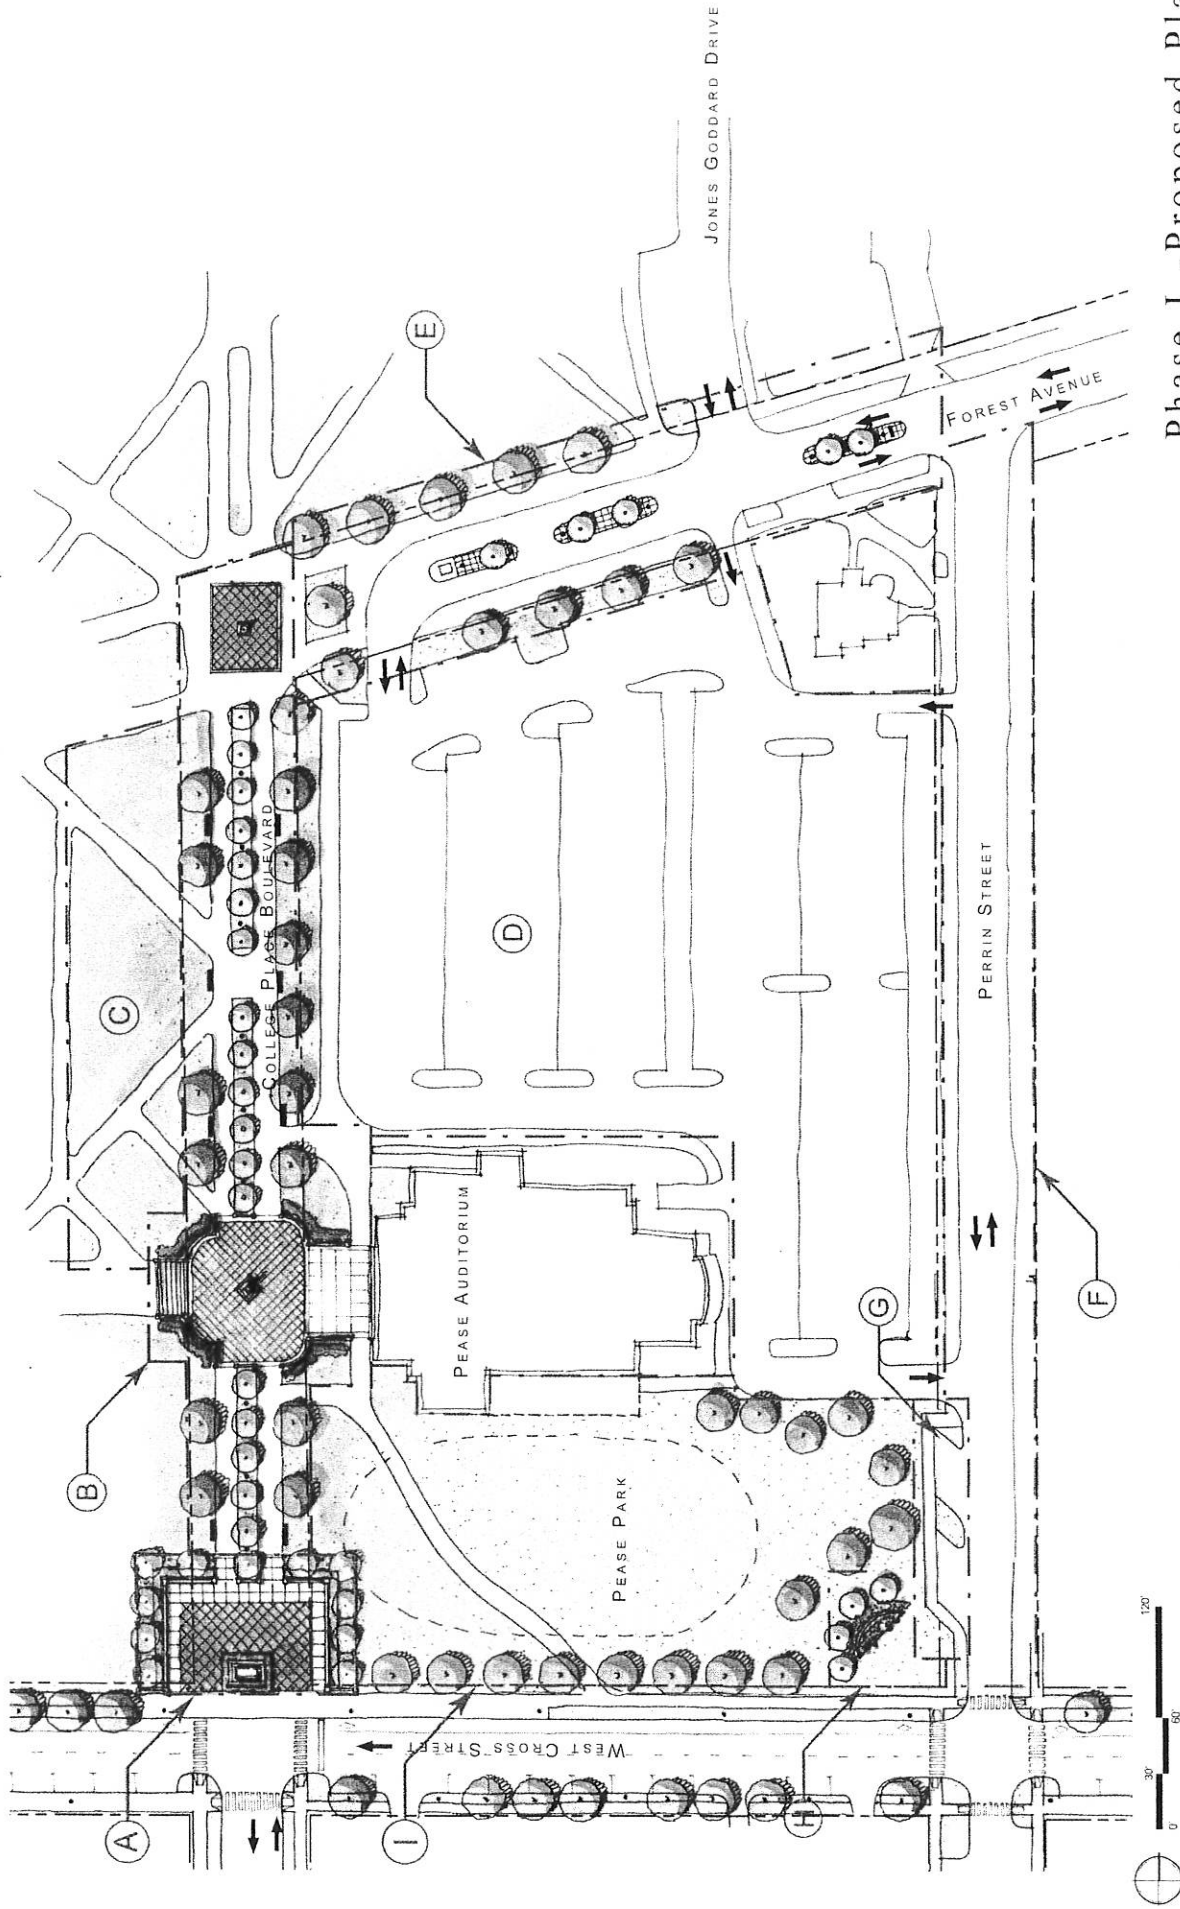 Phase I - Proposed
JONES GODDARD DRIVE
FOREST AVENUE
E
COLLEGE PLACE BOULEVARD
C
D
PERRIN STREET
B
PEASE AUDITORIUM
G
F
PEASE PARK
A
I
WEST CROSS STREET
H
0' 30' 60' 120'